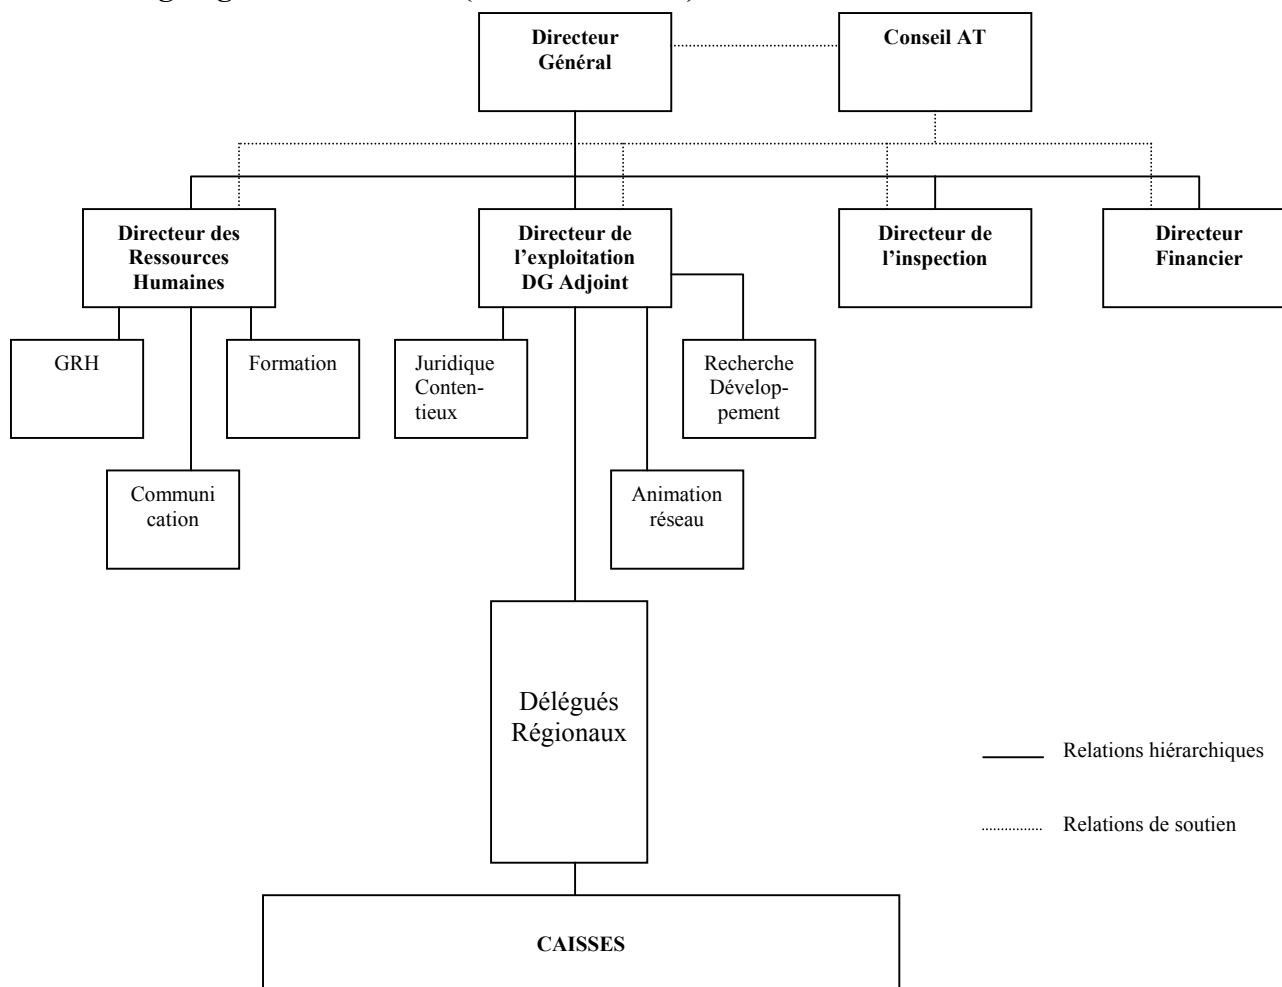 Directeur
Général
Conseil AT
Directeur des
Ressources
Humaines
Directeur de
l’exploitation
DG Adjoint
Directeur de
l’inspection
Directeur
Financier
GRH
Formation
Juridique
Conten-
tieux
Recherche
Dévelop-
pement
Communi
cation
Animation
réseau
Délégués
Régionaux
Relations hiérarchiques
Relations de soutien
CAISSES